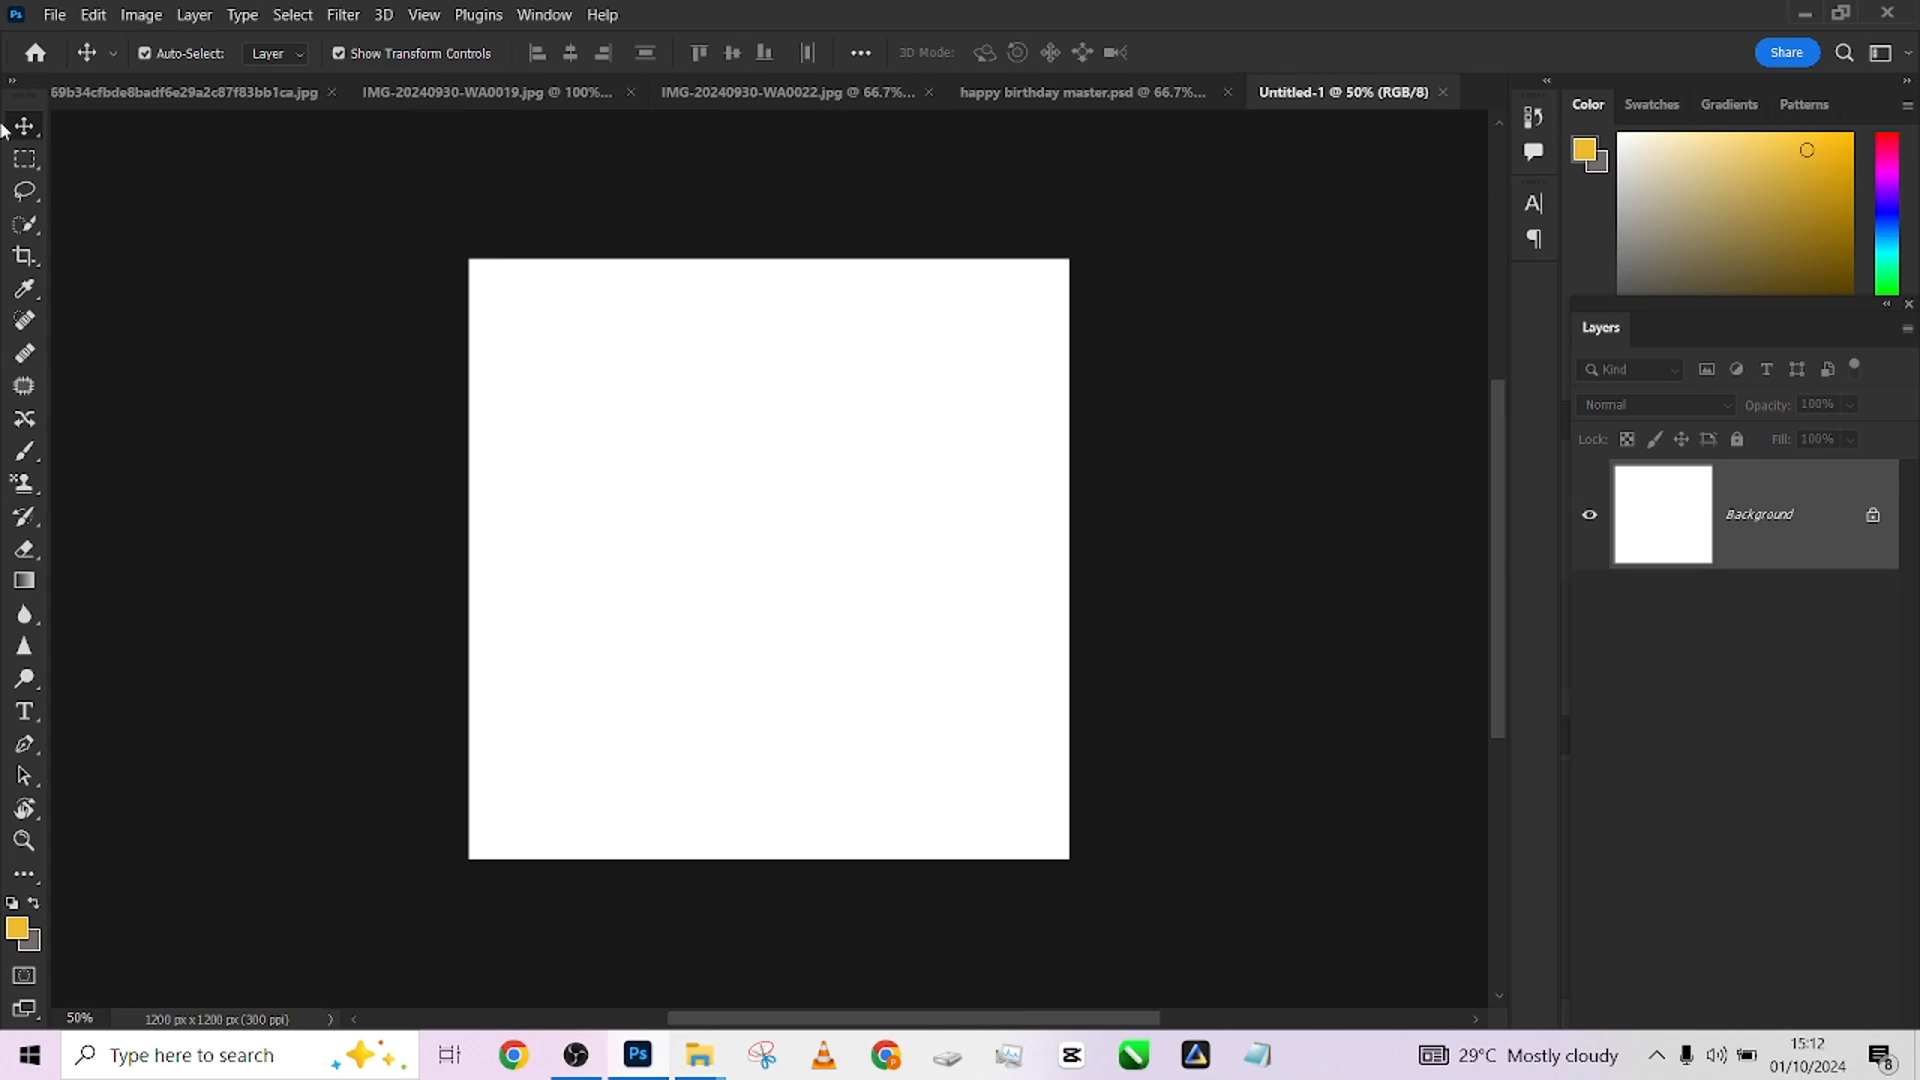 Ps File Edit Image Layer Type Select Filter 3D View Plugins Window Help
Auto-Select: Layer Show Transform Controls 3D Mode: Share
69b34cfbde8badf6e29a2c87f83bb1ca.jpg IMG-20240930-WA0019.jpg @ 100%... IMG-20240930-WA0022.jpg @ 66.7%... happy birthday master.psd @ 66.7%... Untitled-1 @ 50% (RGB/8)
Color Swatches Gradients Patterns
Layers
Kind
Normal Opacity: 100%
Lock: Fill: 100%
Background
50% 1200 px x 1200 px (300 ppi)
Type here to search
Ps
29°C Mostly cloudy
15:12
01/10/2024
8